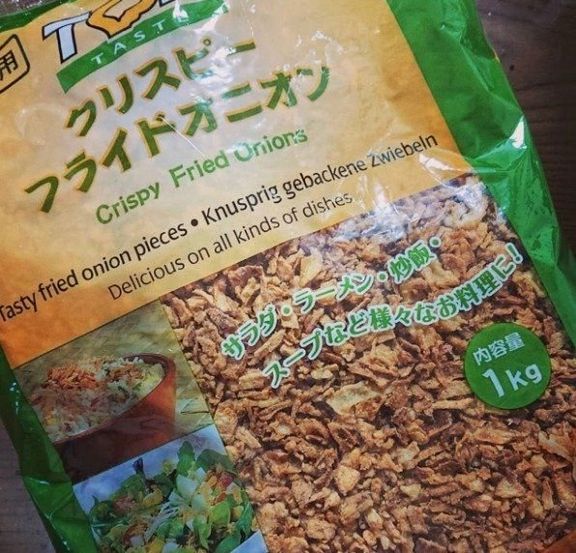 用
TASTY
クリスピー
フライドオニオン
Crispy Fried Onions
Tasty fried onion pieces • Knusprig gebackene Zwiebeln
Delicious on all kinds of dishes
サラダ・ラーメン・炒飯・
スープなど様々なお料理に!
内容量
1kg